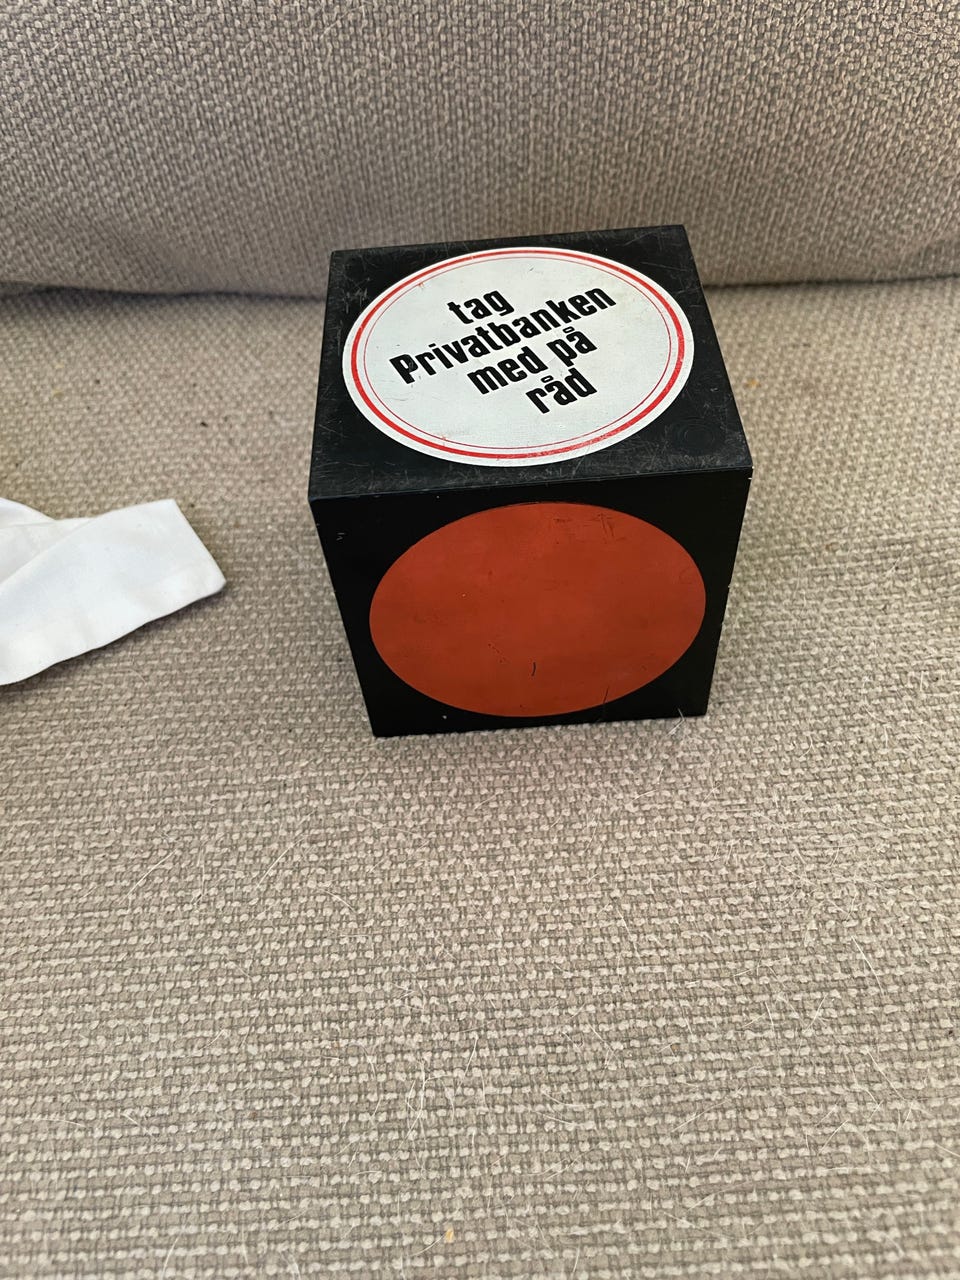 tag
Privatbanken
med på
råd